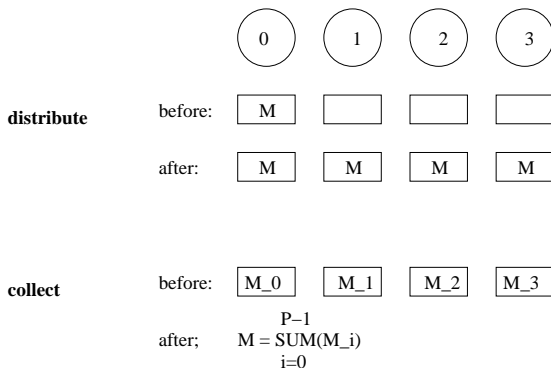 0 1 2 3
distribute before: M
after: M M M M
collect before: M_0 M_1 M_2 M_3
P−1
after; M = SUM(M_i)
i=0